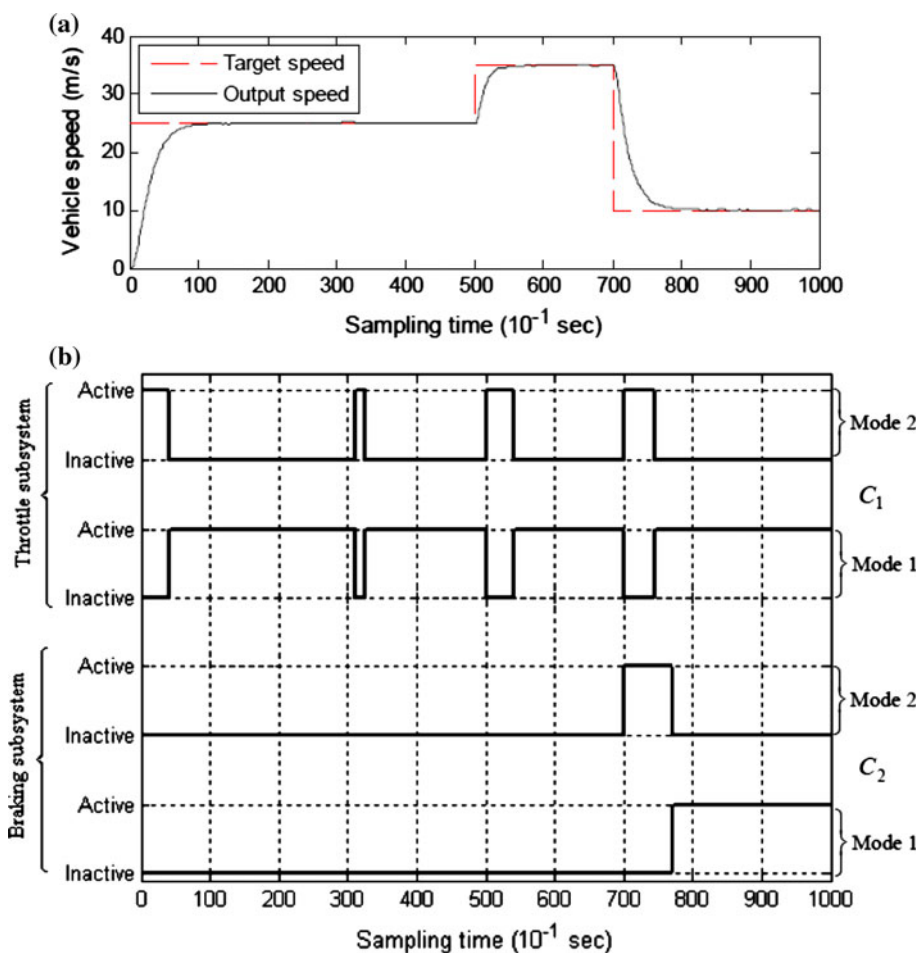 (a)
Vehicle speed (m/s)
40
30
20
10
0
Target speed
Output speed
0 100 200 300 400 500 600 700 800 900 1000
Sampling time (10⁻¹ sec)
(b)
Throttle subsystem
Active
Inactive
Mode 2
C₁
Active
Inactive
Mode 1
Braking subsystem
Active
Inactive
Mode 2
C₂
Active
Inactive
Mode 1
0 100 200 300 400 500 600 700 800 900 1000
Sampling time (10⁻¹ sec)